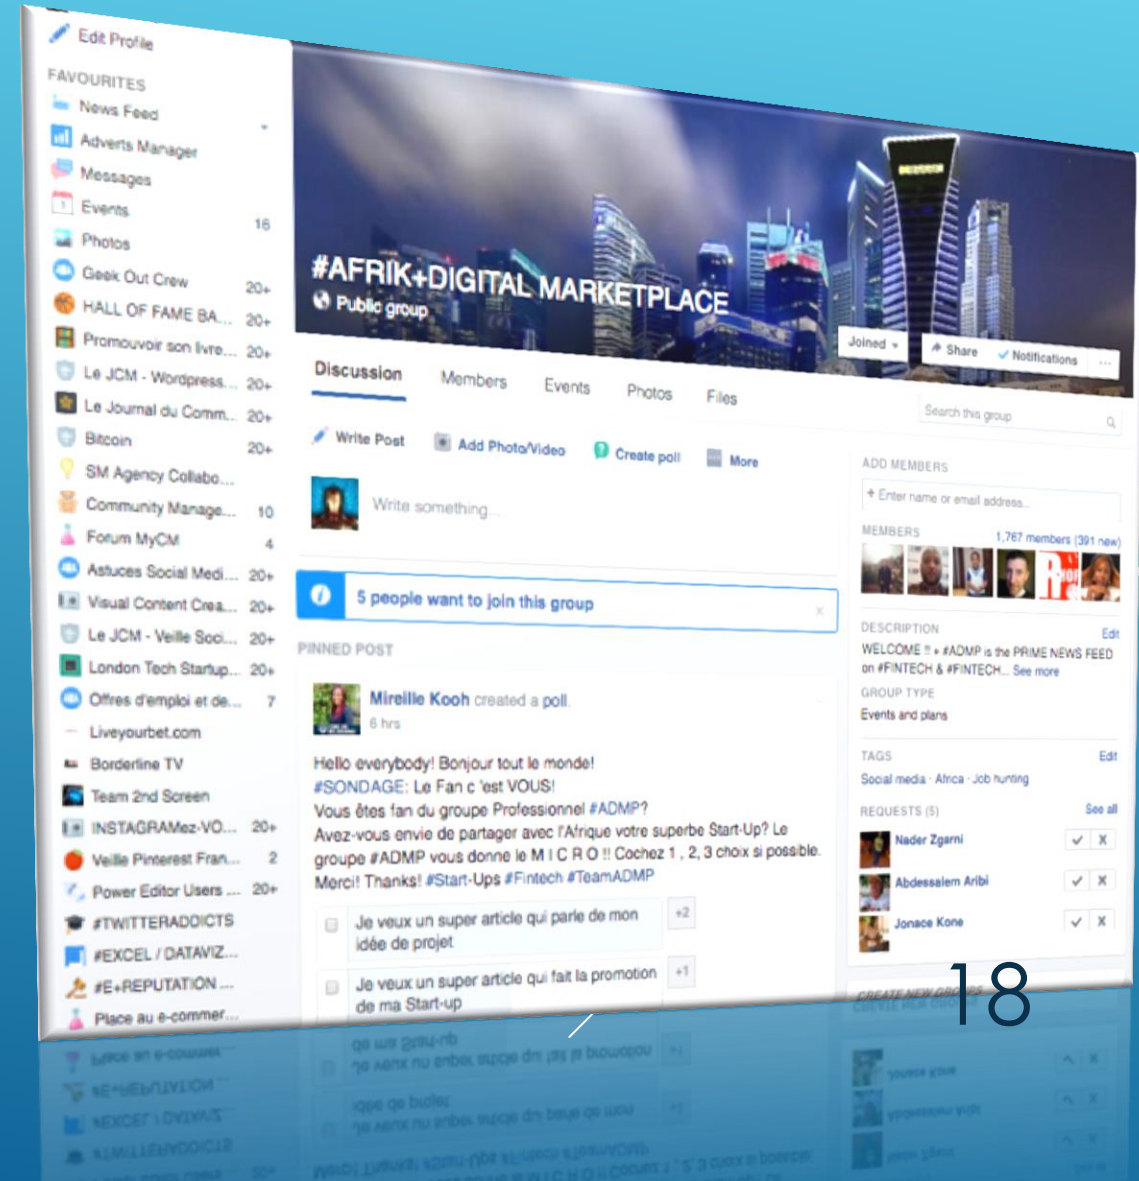 Edit Profile
FAVOURITES
News Feed
Adverts Manager
Messages
Events 16
Photos
Geek Out Crew 20+
HALL OF FAME BA... 20+
Promouvoir son livre... 20+
Le JCM - Wordpress... 20+
Le Journal du Comm... 20+
Bitcoin 20+
SM Agency Collabo...
Community Manage... 10
Forum MyCM 4
Astuces Social Medi... 20+
Visual Content Crea... 20+
Le JCM - Veille Soci... 20+
London Tech Startup... 20+
Offres d'emploi et de... 7
Liveyourbet.com
Borderline TV
Team 2nd Screen
INSTAGRAMez-VO... 20+
Veille Pinterest Fran... 2
Power Editor Users ... 20+
#TWITTERADDICTS
#EXCEL / DATAVIZ...
#E+REPUTATION ...
Place au e-commer...
#AFRIK+DIGITAL MARKETPLACE
Public group
Joined
Share
Notifications
Discussion Members Events Photos Files
Search this group
Write Post Add Photo/Video Create poll More
Write something...
5 people want to join this group
PINNED POST
Mireille Kooh created a poll.
6 hrs
Hello everybody! Bonjour tout le monde!
#SONDAGE: Le Fan c 'est VOUS!
Vous êtes fan du groupe Professionnel #ADMP?
Avez-vous envie de partager avec l'Afrique votre superbe Start-Up? Le
groupe #ADMP vous donne le M I C R O !! Cochez 1 , 2, 3 choix si possible.
Merci! Thanks! #Start-Ups #Fintech #TeamADMP
Je veux un super article qui parle de mon
idée de projet
+2
Je veux un super article qui fait la promotion
de ma Start-up
+1
ADD MEMBERS
+ Enter name or email address...
MEMBERS 1,767 members (391 new)
DESCRIPTION Edit
WELCOME !! + #ADMP is the PRIME NEWS FEED
on #FINTECH & #FINTECH... See more
GROUP TYPE
Events and plans
TAGS Edit
Social media · Africa · Job hunting
REQUESTS (5) See all
Nader Zgarni
Abdessalem Aribi
Jonace Kone
CREATE NEW GROUPS
18